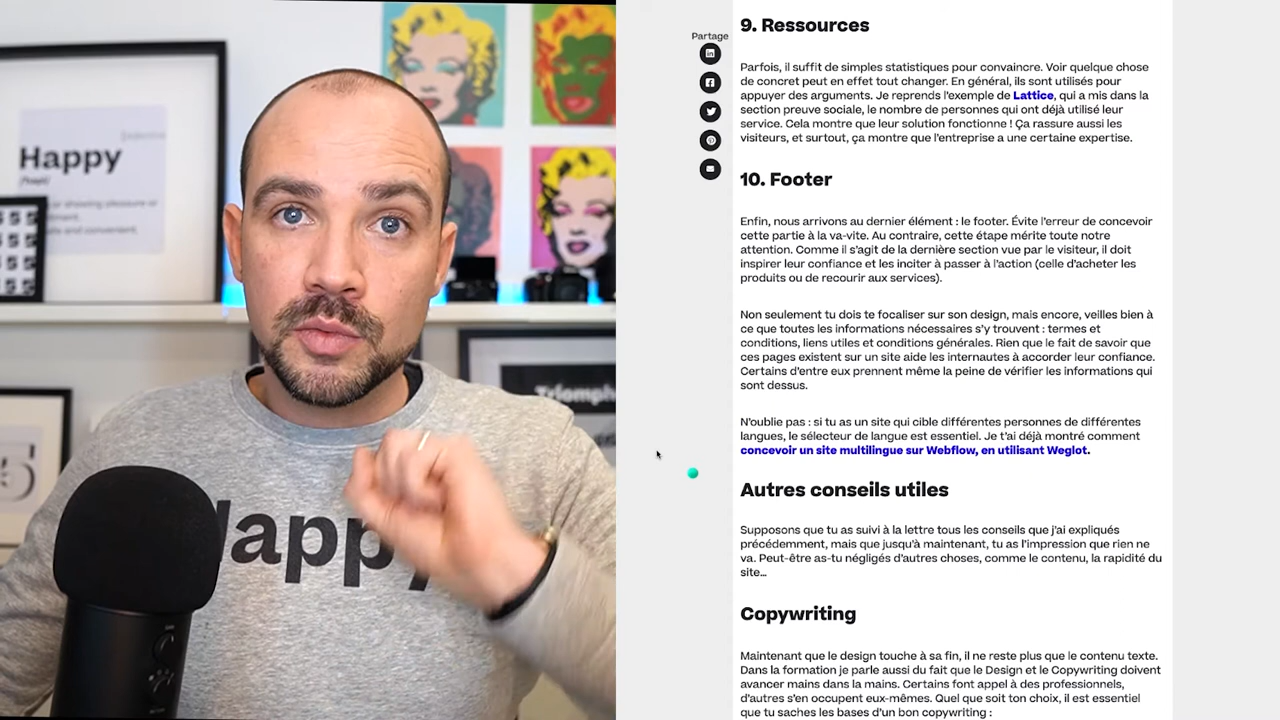 Happy
9. Ressources
Partage
Parfois, il suffit de simples statistiques pour convaincre. Voir quelque chose
de concret peut en effet tout changer. En général, ils sont utilisés pour
appuyer des arguments. Je reprends l'exemple de Lattice, qui a mis dans la
section preuve sociale, le nombre de personnes qui ont déjà utilisé leur
service. Cela montre que leur solution fonctionne ! Ça rassure aussi les
visiteurs, et surtout, ça montre que l'entreprise a une certaine expertise.
10. Footer
Enfin, nous arrivons au dernier élément : le footer. Évite l'erreur de concevoir
cette partie à la va-vite. Au contraire, cette étape mérite toute notre
attention. Comme il s'agit de la dernière section vue par le visiteur, il doit
inspirer leur confiance et les inciter à passer à l'action (celle d'acheter les
produits ou de recourir aux services).
Non seulement tu dois te focaliser sur son design, mais encore, veilles bien à
ce que toutes les informations nécessaires s'y trouvent : termes et
conditions, liens utiles et conditions générales. Rien que le fait de savoir que
ces pages existent sur un site aide les internautes à accorder leur confiance.
Certains d'entre eux prennent même la peine de vérifier les informations qui
sont dessus.
N'oublie pas : si tu as un site qui cible différentes personnes de différentes
langues, le sélecteur de langue est essentiel. Je t'ai déjà montré comment
concevoir un site multilingue sur Webflow, en utilisant Weglot.
Autres conseils utiles
Supposons que tu as suivi à la lettre tous les conseils que j'ai expliqués
précédemment, mais que jusqu'à maintenant, tu as l'impression que rien ne
va. Peut-être as-tu négligés d'autres choses, comme le contenu, la rapidité du
site...
Copywriting
Maintenant que le design touche à sa fin, il ne reste plus que le contenu texte.
Dans la formation je parle aussi du fait que le Design et le Copywriting doivent
avancer mains dans la mains. Certains font appel à des professionnels,
d'autres s'en occupent eux-mêmes. Quel que soit ton choix, il est essentiel
que tu saches les bases d'un bon copywriting :